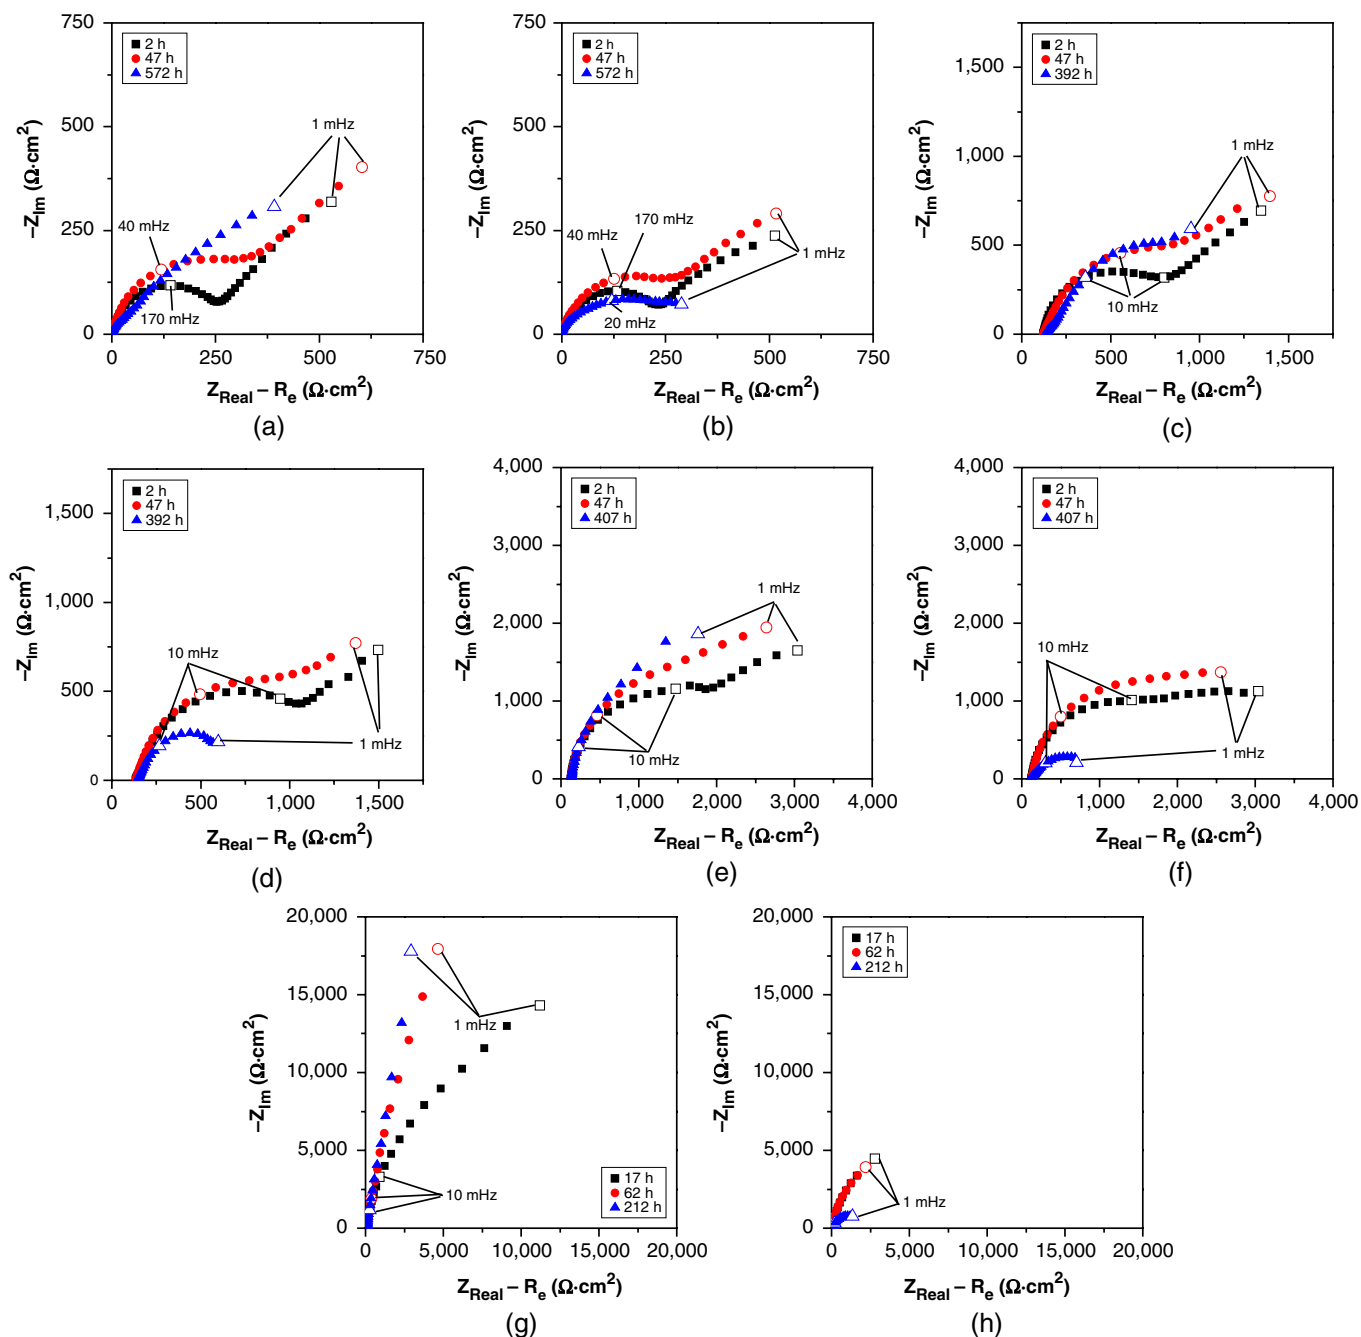 750
500
250
0
0
250
500
750
−Z_Im (Ω·cm²)
Z_Real – R_e (Ω·cm²)
2 h
47 h
572 h
1 mHz
40 mHz
170 mHz
(a)
750
500
250
0
0
250
500
750
−Z_Im (Ω·cm²)
Z_Real – R_e (Ω·cm²)
2 h
47 h
572 h
170 mHz
40 mHz
1 mHz
20 mHz
(b)
1,500
1,000
500
0
0
500
1,000
1,500
−Z_Im (Ω·cm²)
Z_Real – R_e (Ω·cm²)
2 h
47 h
392 h
1 mHz
10 mHz
(c)
1,500
1,000
500
0
0
500
1,000
1,500
−Z_Im (Ω·cm²)
Z_Real – R_e (Ω·cm²)
2 h
47 h
392 h
10 mHz
1 mHz
(d)
4,000
3,000
2,000
1,000
0
0
1,000
2,000
3,000
4,000
−Z_Im (Ω·cm²)
Z_Real – R_e (Ω·cm²)
2 h
47 h
407 h
1 mHz
10 mHz
(e)
4,000
3,000
2,000
1,000
0
0
1,000
2,000
3,000
4,000
−Z_Im (Ω·cm²)
Z_Real – R_e (Ω·cm²)
2 h
47 h
407 h
10 mHz
1 mHz
(f)
20,000
15,000
10,000
5,000
0
0
5,000
10,000
15,000
20,000
−Z_Im (Ω·cm²)
Z_Real – R_e (Ω·cm²)
1 mHz
10 mHz
17 h
62 h
212 h
(g)
20,000
15,000
10,000
5,000
0
0
5,000
10,000
15,000
20,000
−Z_Im (Ω·cm²)
Z_Real – R_e (Ω·cm²)
17 h
62 h
212 h
1 mHz
(h)